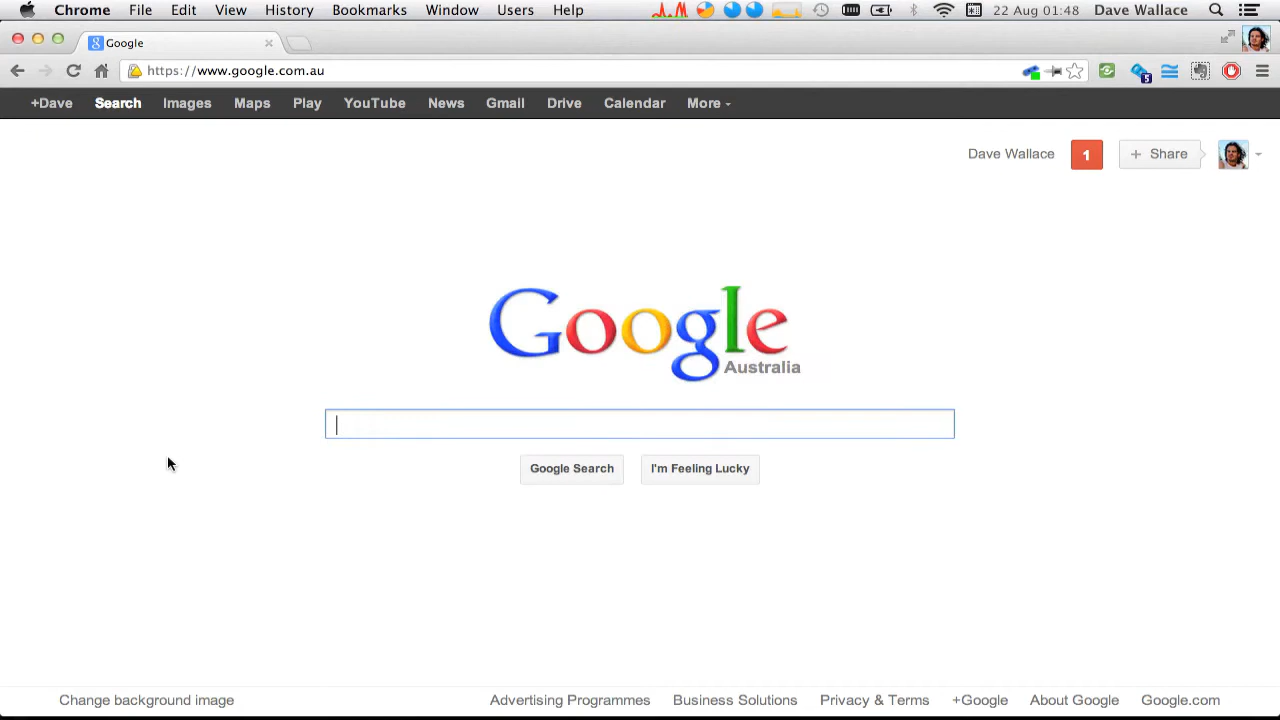 Chrome File Edit View History Bookmarks Window Users Help 22 Aug 01:48 Dave Wallace
Google
https://www.google.com.au 5
+Dave Search Images Maps Play YouTube News Gmail Drive Calendar More
Dave Wallace 1 + Share
Google
Australia
Google Search I'm Feeling Lucky
Change background image Advertising Programmes Business Solutions Privacy & Terms +Google About Google Google.com